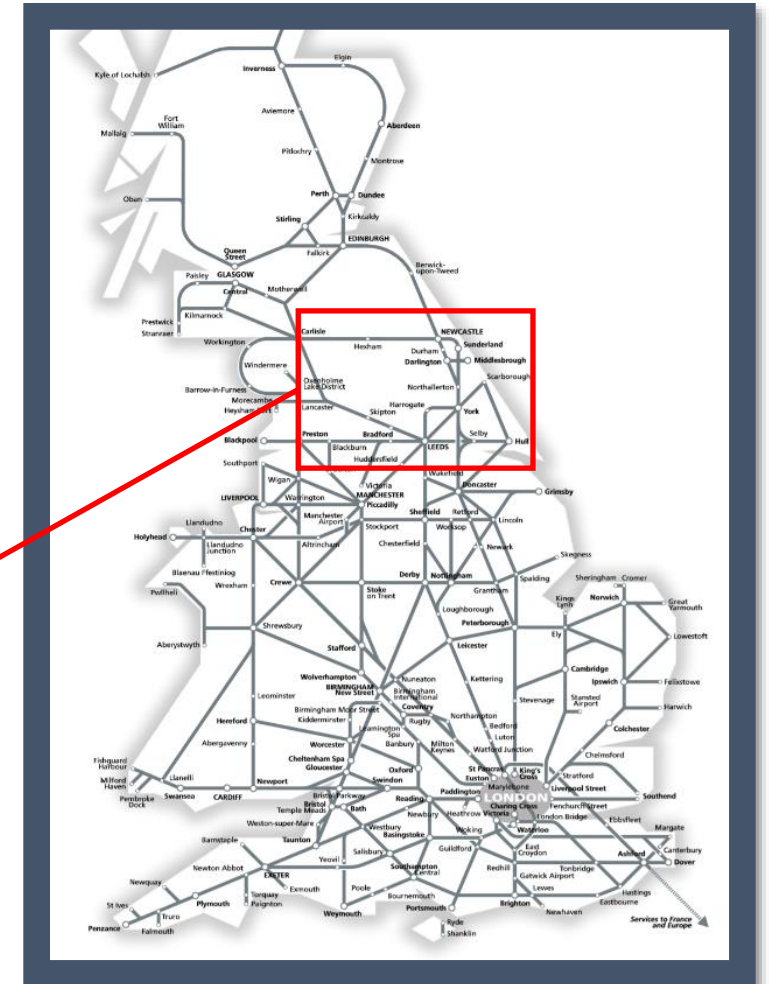 Elgin
Inverness
Kyle of Lochalsh
Aviemore
Fort
William
Mallaig
Aberdeen
Pitlochry
Montrose
Perth
Dundee
Oban
Stirling
Kirkcaldy
EDINBURGH
Queen
Street
Falkirk
GLASGOW
Paisley
Central
Motherwell
Berwick-
upon-Tweed
Prestwick
Kilmarnock
Stranraer
Carlisle
NEWCASTLE
Workington
Hexham
Sunderland
Durham
Darlington
Middlesbrough
Windermere
Scarborough
Oxenholme
Lake District
Barrow-in-Furness
Northallerton
Morecambe
Lancaster
Harrogate
York
Skipton
Preston
Bradford
Selby
Hull
Blackpool
Blackburn
LEEDS
Huddersfield
Southport
Wakefield
Wigan
Victoria
Doncaster
MANCHESTER
Piccadilly
Grimsby
LIVERPOOL
Warrington
Manchester
Airport
Sheffield
Retford
Lincoln
Llandudno
Chester
Stockport
Worksop
Holyhead
Llandudno
Junction
Altrincham
Chesterfield
Newark
Skegness
Blaenau Ffestiniog
Pwllheli
Wrexham
Crewe
Stoke
on Trent
Derby
Nottingham
Spalding
Sheringham
Cromer
Grantham
Kings
Lynn
Norwich
Great
Yarmouth
Loughborough
Peterborough
Ely
Lowestoft
Aberystwyth
Shrewsbury
Stafford
Leicester
Wolverhampton
Nuneaton
Cambridge
BIRMINGHAM
New Street
Birmingham
International
Kettering
Ipswich
Felixstowe
Leominster
Stansted
Airport
Coventry
Stevenage
Harwich
Birmingham Moor Street
Kidderminster
Rugby
Northampton
Hereford
Leamington
Spa
Bedford
Colchester
Worcester
Banbury
Milton
Keynes
Luton
Abergavenny
Watford Junction
Chelmsford
Cheltenham Spa
Gloucester
Oxford
St Pancras
Euston
King's
Cross
Stratford
Fishguard
Harbour
Llanelli
Swindon
Marylebone
Milford
Haven
Newport
Paddington
Liverpool Street
Pembroke
Dock
Swansea
CARDIFF
Bristol Parkway
Reading
LONDON
Southend
Bristol
Temple Meads
Bath
Newbury
Heathrow
Charing Cross
Fenchurch Street
Victoria
London Bridge
Ebbsfleet
Weston-super-Mare
Westbury
Basingstoke
Woking
Waterloo
Margate
Barnstaple
Taunton
Guildford
East
Croydon
Canterbury
Yeovil
Salisbury
Ashford
Dover
Newton Abbot
Southampton
Central
Redhill
Tonbridge
Gatwick Airport
Newquay
EXETER
Exmouth
Poole
Lewes
Hastings
Torquay
Paignton
Bournemouth
Eastbourne
St Ives
Plymouth
Weymouth
Portsmouth
Brighton
Newhaven
Truro
Penzance
Falmouth
Ryde
Shanklin
Services to France
and Europe